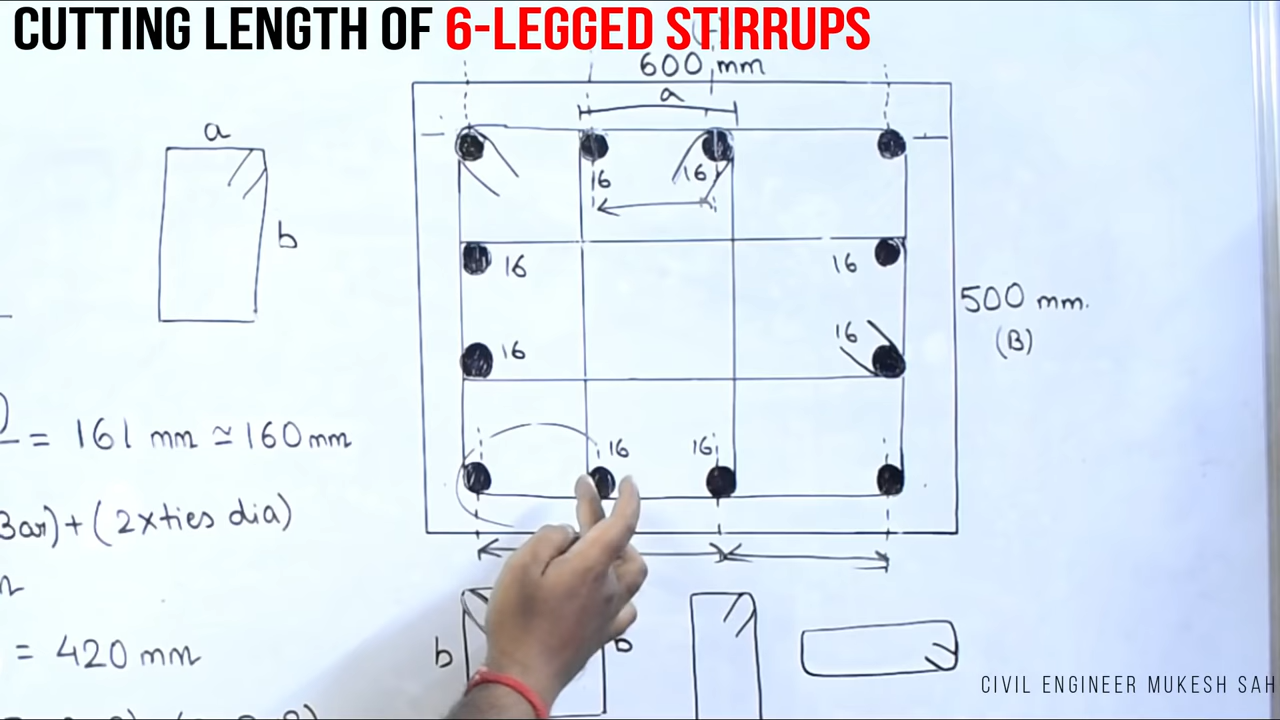 CUTTING LENGTH OF 6-LEGGED STIRRUPS
600 mm
a
a
16
16
b
16
16
500 mm.
(B)
16
16
= 161 mm ≃ 160 mm
16
16
Bar) + (2 x ties dia)
= 420 mm
b
b
CIVIL ENGINEER MUKESH SAH